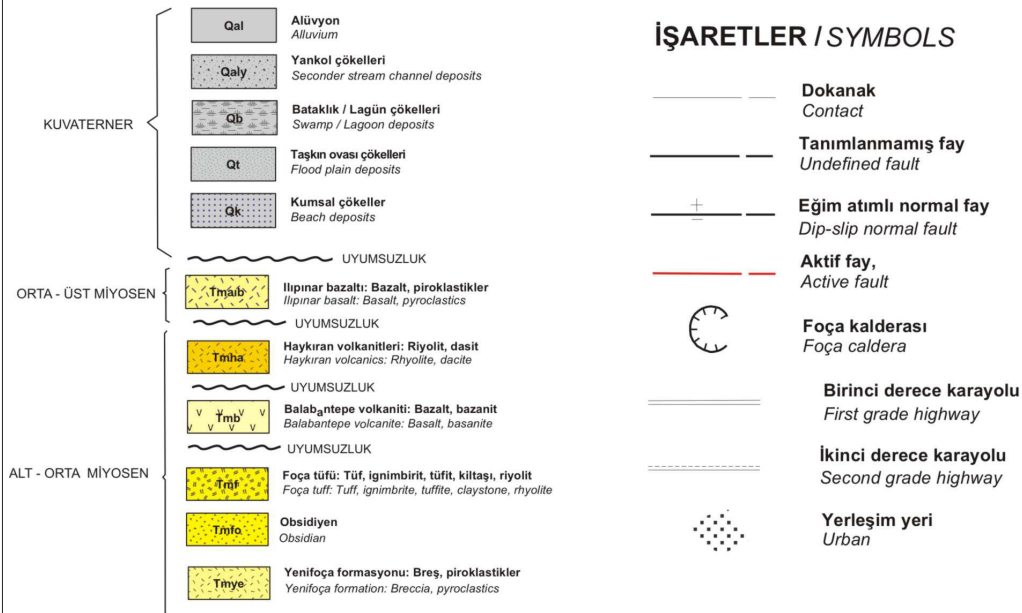 KUVATERNER
Qal
Alüvyon
Alluvium
Qaly
Yankol çökelleri
Seconder stream channel deposits
Qb
Bataklık / Lagün çökelleri
Swamp / Lagoon deposits
Qt
Taşkın ovası çökelleri
Flood plain deposits
Qk
Kumsal çökeller
Beach deposits
UYUMSUZLUK
ORTA - ÜST MİYOSEN
Tmaıb
Ilıpınar bazaltı: Bazalt, piroklastikler
Ilıpınar basalt: Basalt, pyroclastics
UYUMSUZLUK
ALT - ORTA MİYOSEN
Tmha
Haykıran volkanitleri: Riyolit, dasit
Haykıran volcanics: Rhyolite, dacite
UYUMSUZLUK
Tmb
Balabantepe volkaniti: Bazalt, bazanit
Balabantepe volcanite: Basalt, basanite
UYUMSUZLUK
Tmf
Foça tüfü: Tüf, ignimbirit, tüfit, kiltaşı, riyolit
Foça tuff: Tuff, ignimbrite, tuffite, claystone, rhyolite
Tmfo
Obsidiyen
Obsidian
Tmye
Yenifoça formasyonu: Breş, piroklastikler
Yenifoça formation: Breccia, pyroclastics
İŞARETLER / SYMBOLS
Dokanak
Contact
Tanımlanmamış fay
Undefined fault
Eğim atımlı normal fay
Dip-slip normal fault
Aktif fay,
Active fault
Foça kalderası
Foça caldera
Birinci derece karayolu
First grade highway
İkinci derece karayolu
Second grade highway
Yerleşim yeri
Urban